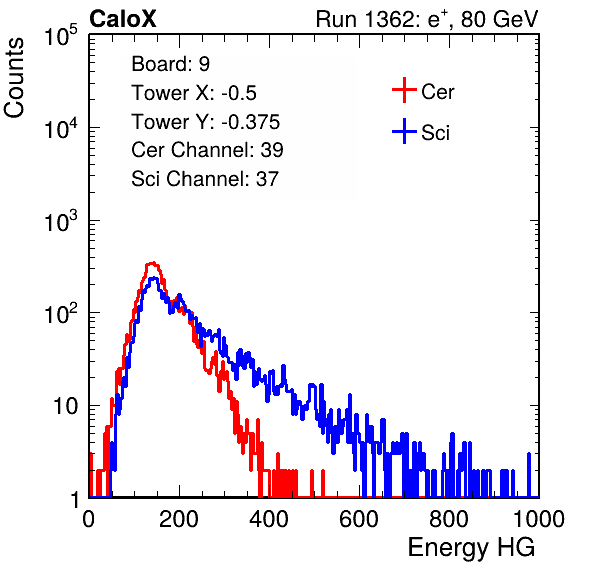 CaloX Run 1362: e⁺, 80 GeV
Counts
10⁵
10⁴
10³
10²
10
1
Board: 9
Tower X: -0.5
Tower Y: -0.375
Cer Channel: 39
Sci Channel: 37
Cer
Sci
0 200 400 600 800 1000
Energy HG